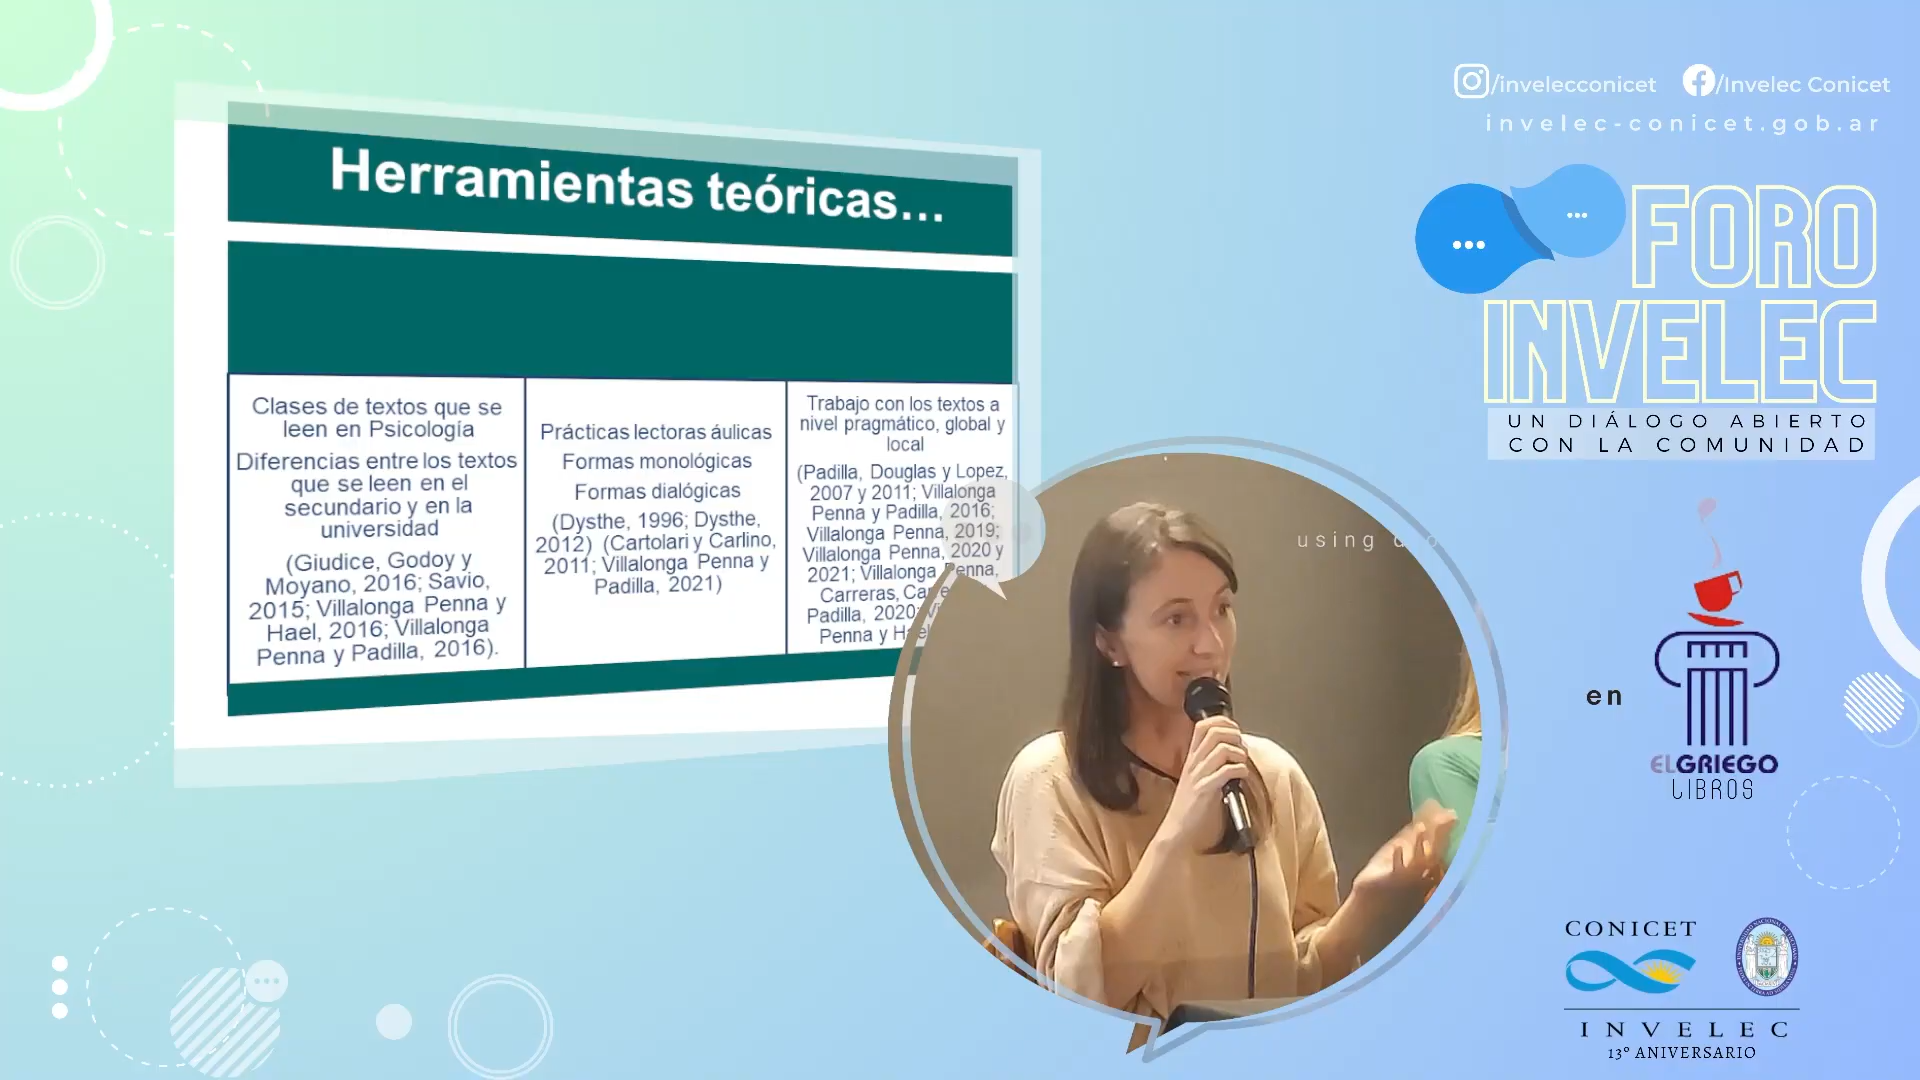 Herramientas teóricas...
Clases de textos que se
leen en Psicología
Diferencias entre los textos
que se leen en el
secundario y en la
universidad
(Giudice, Godoy y
Moyano, 2016; Savio,
2015; Villalonga Penna y
Hael, 2016; Villalonga
Penna y Padilla, 2016).
Prácticas lectoras áulicas
Formas monológicas
Formas dialógicas
(Dysthe, 1996; Dysthe,
2012) (Cartolari y Carlino,
2011; Villalonga Penna y
Padilla, 2021)
Trabajo con los textos a
nivel pragmático, global y
local
(Padilla, Douglas y Lopez,
2007 y 2011; Villalonga
Penna y Padilla, 2016;
Villalonga Penna, 2019;
Villalonga Penna, 2020 y
2021; Villalonga Penna,
Carreras,
Padilla, 2020;
Penna y
using
/invelecconicet
/Invelec Conicet
invelec-conicet.gob.ar
FORO
INVELEC
UN DIÁLOGO ABIERTO
CON LA COMUNIDAD
en
ELGRIEGO
LIBROS
CONICET
INVELEC
13º ANIVERSARIO